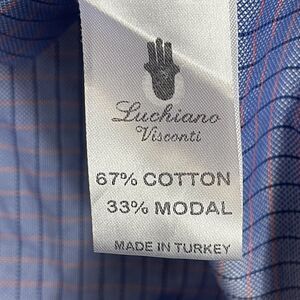 Luchiano
Visconti
67% COTTON
33% MODAL
MADE IN TURKEY